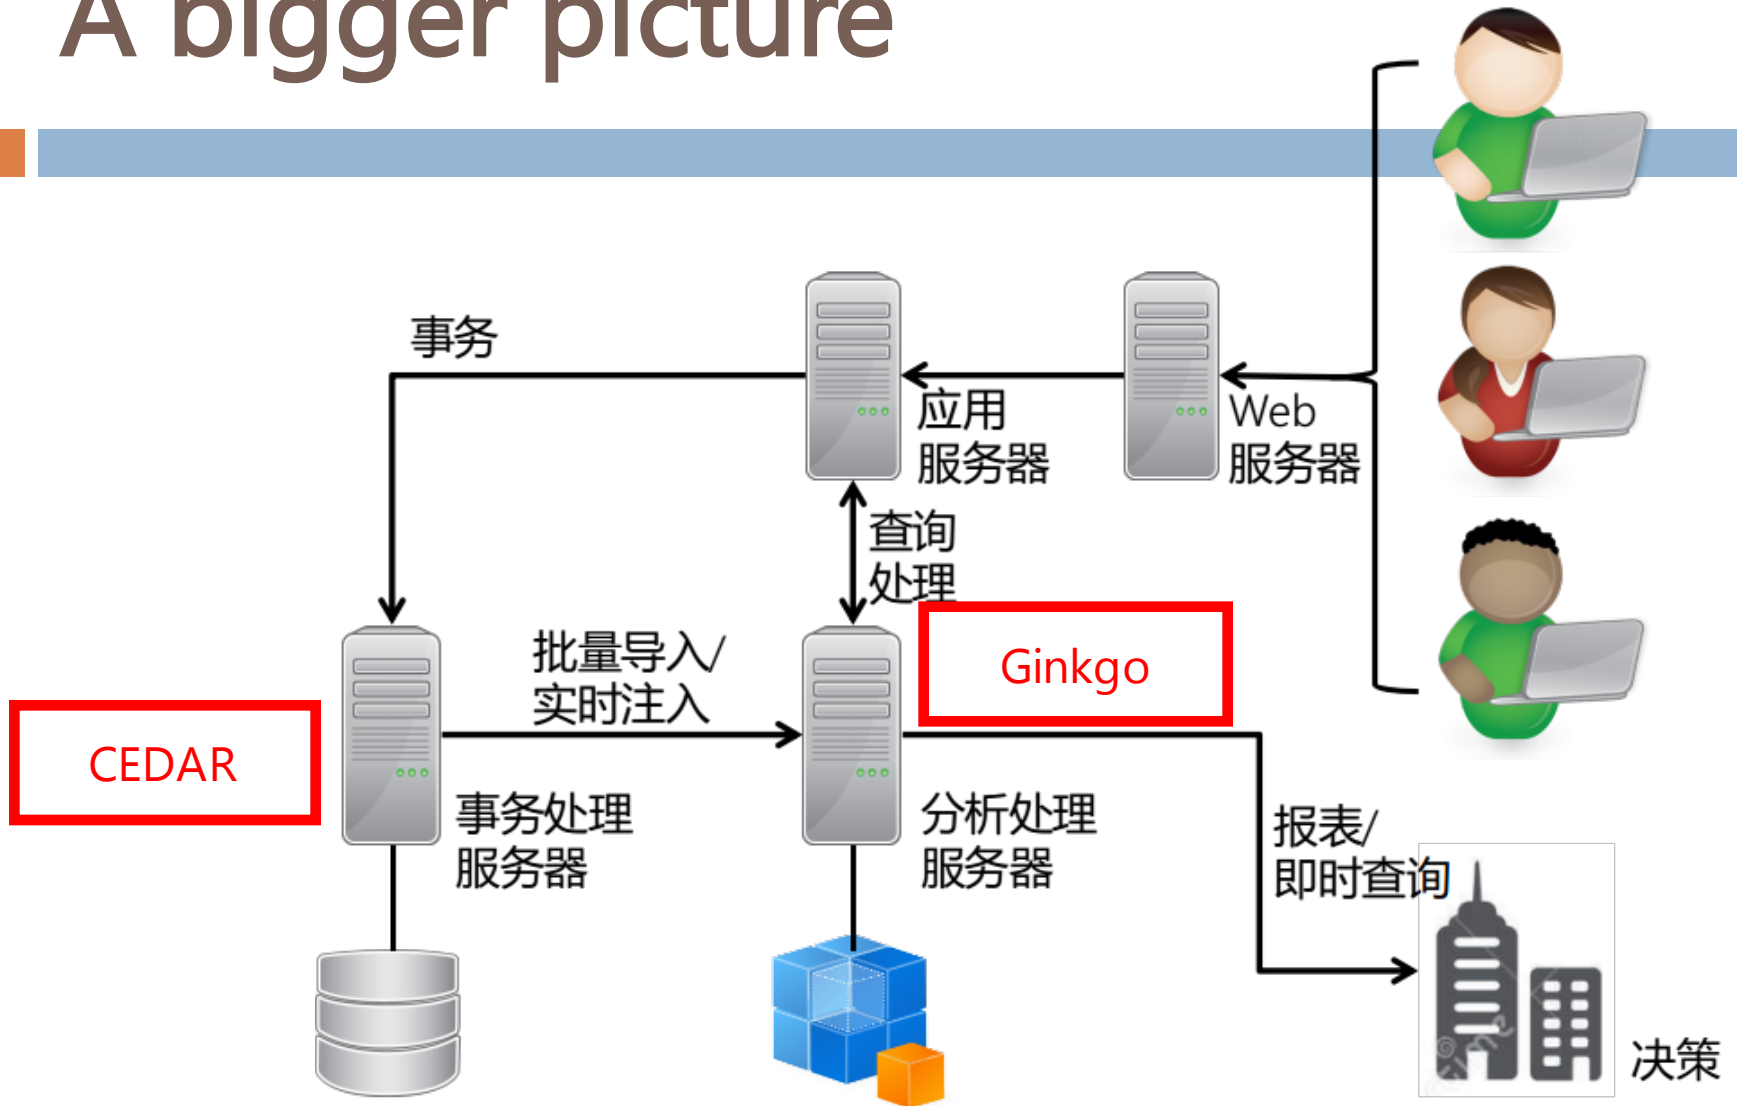 A bigger picture
事务
应用
服务器
Web
服务器
查询
处理
Ginkgo
批量导入/
实时注入
CEDAR
事务处理
服务器
分析处理
服务器
报表/
即时查询
决策